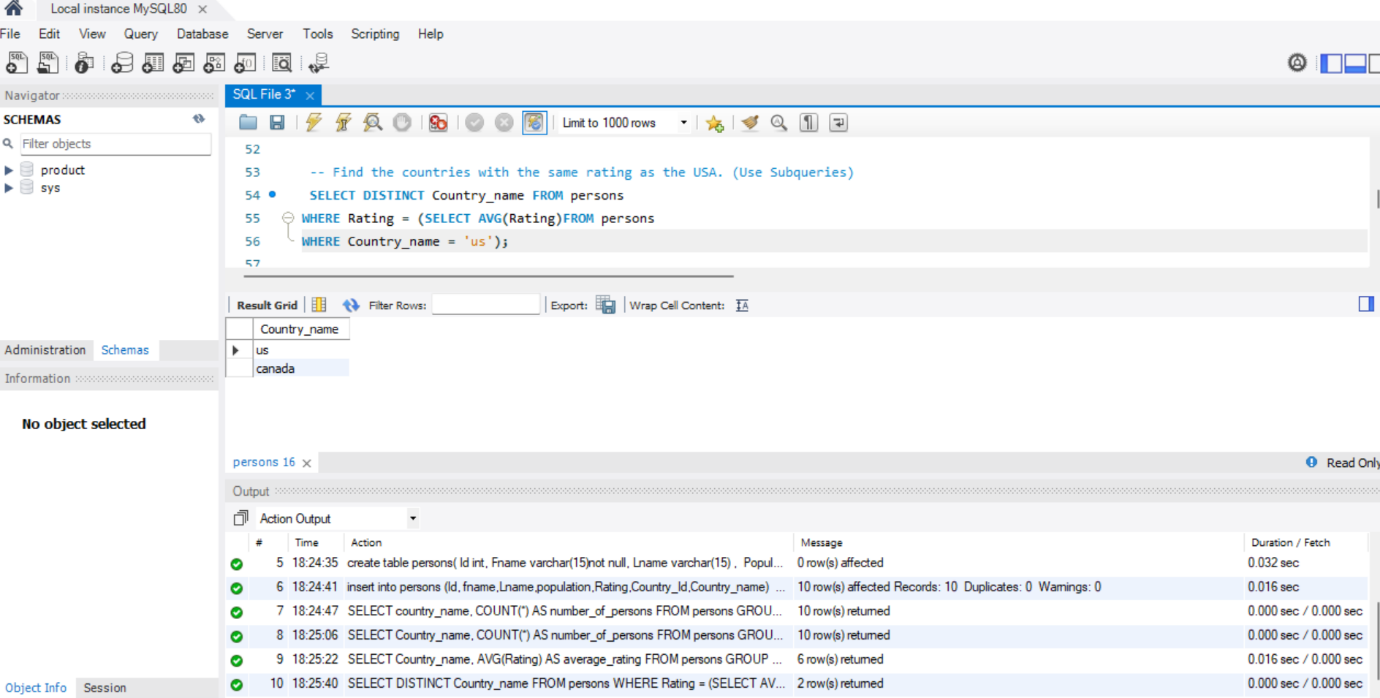 Local instance MySQL80
File Edit View Query Database Server Tools Scripting Help
Navigator
SCHEMAS
Filter objects
product
sys
Administration Schemas
Information
No object selected
Object Info Session
SQL File 3*
Limit to 1000 rows
52
53 -- Find the countries with the same rating as the USA. (Use Subqueries)
54 SELECT DISTINCT Country_name FROM persons
55 WHERE Rating = (SELECT AVG(Rating)FROM persons
56 WHERE Country_name = 'us');
57
Result Grid Filter Rows: Export: Wrap Cell Content:
Country_name
us
canada
persons 16 Read Only
Output
Action Output
# Time Action Message Duration / Fetch
5 18:24:35 create table persons( Id int, Fname varchar(15)not null, Lname varchar(15) , Popul... 0 row(s) affected 0.032 sec
6 18:24:41 insert into persons (Id, fname,Lname,population,Rating,Country_Id,Country_name) ... 10 row(s) affected Records: 10 Duplicates: 0 Warnings: 0 0.016 sec
7 18:24:47 SELECT country_name, COUNT(*) AS number_of_persons FROM persons GROU... 10 row(s) returned 0.000 sec / 0.000 sec
8 18:25:06 SELECT Country_name, COUNT(*) AS number_of_persons FROM persons GROU... 10 row(s) returned 0.000 sec / 0.000 sec
9 18:25:22 SELECT Country_name, AVG(Rating) AS average_rating FROM persons GROUP ... 6 row(s) returned 0.016 sec / 0.000 sec
10 18:25:40 SELECT DISTINCT Country_name FROM persons WHERE Rating = (SELECT AV... 2 row(s) returned 0.000 sec / 0.000 sec